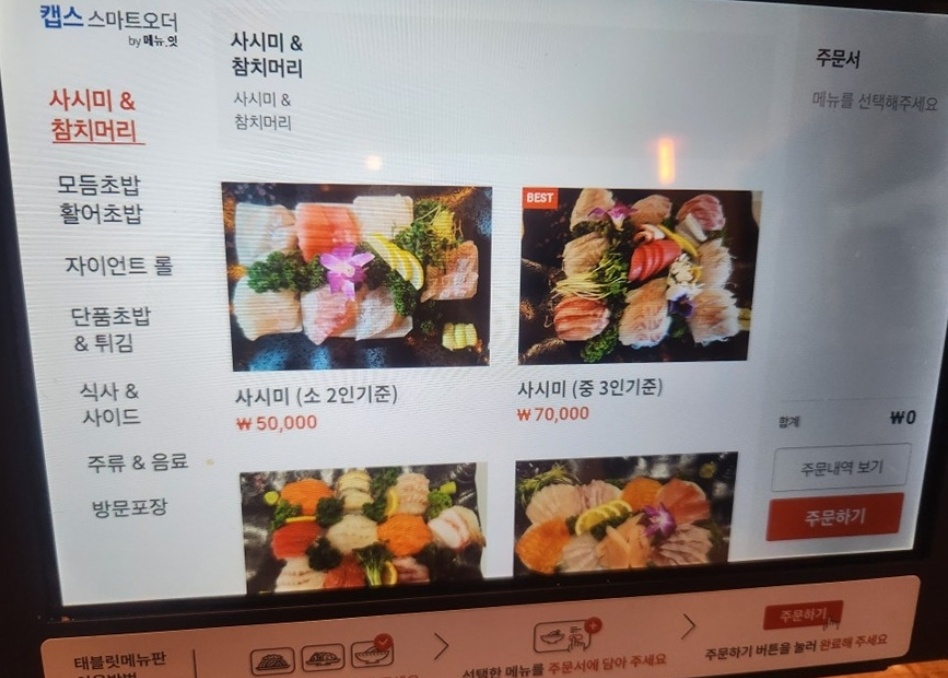 캡스 스마트오더
by 메뉴잇
사시미 &
참치머리
모듬초밥
활어초밥
자이언트 롤
단품초밥
& 튀김
식사 &
사이드
주류 & 음료
방문포장
사시미 &
참치머리
사시미 &
참치머리
BEST
사시미 (소 2인기준)
₩ 50,000
사시미 (중 3인기준)
₩ 70,000
주문서
메뉴를 선택해주세요
합계
₩0
주문내역 보기
주문하기
태블릿메뉴판
선택한 메뉴를 주문서에 담아 주세요
주문하기
주문하기 버튼을 눌러 완료해 주세요